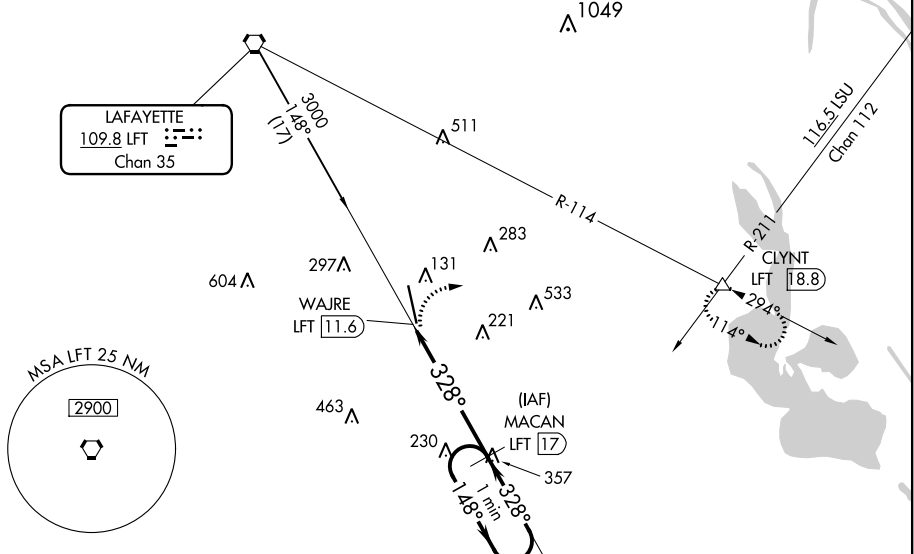 1049
LAFAYETTE
109.8 LFT
Chan 35
3000
148°
(17)
511
R-114
116.5 LSU
Chan 112
R-211
CLYNT
LFT 18.8
294°
114°
283
131
297
604
533
221
WAJRE
LFT 11.6
328°
MSA LFT 25 NM
2900
463
(IAF)
MACAN
LFT 17
230
357
1 min
148°
328°